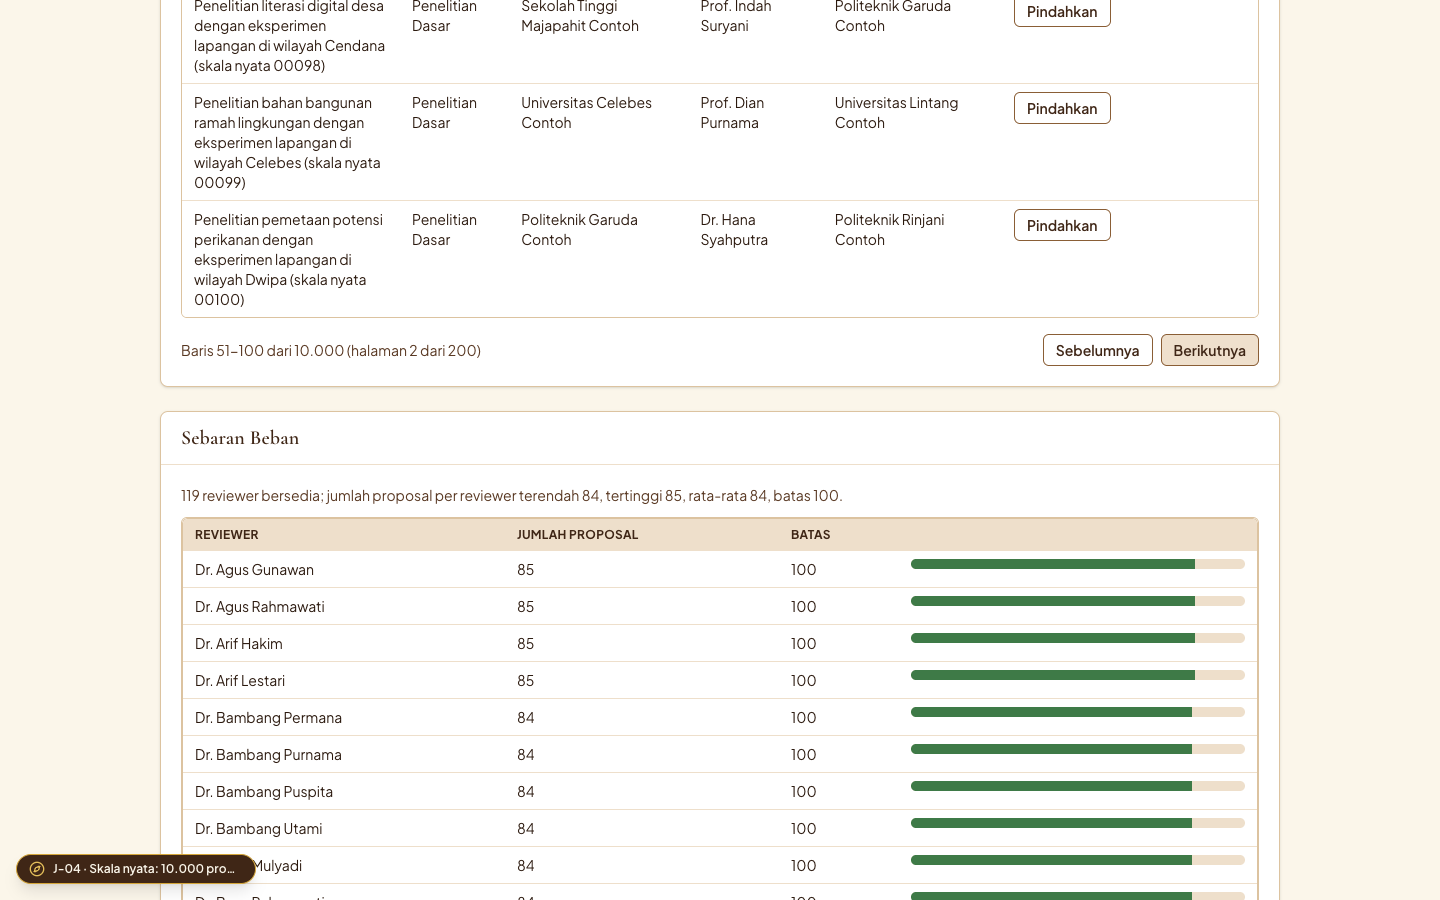 Penelitian literasi digital desa
dengan eksperimen
lapangan di wilayah Cendana
(skala nyata 00098)
Penelitian
Dasar
Sekolah Tinggi
Majapahit Contoh
Prof. Indah
Suryani
Politeknik Garuda
Contoh
Pindahkan
Penelitian bahan bangunan
ramah lingkungan dengan
eksperimen lapangan di
wilayah Celebes (skala nyata
00099)
Penelitian
Dasar
Universitas Celebes
Contoh
Prof. Dian
Purnama
Universitas Lintang
Contoh
Pindahkan
Penelitian pemetaan potensi
perikanan dengan
eksperimen lapangan di
wilayah Dwipa (skala nyata
00100)
Penelitian
Dasar
Politeknik Garuda
Contoh
Dr. Hana
Syahputra
Politeknik Rinjani
Contoh
Pindahkan
Baris 51–100 dari 10.000 (halaman 2 dari 200)
Sebelumnya
Berikutnya
Sebaran Beban
119 reviewer bersedia; jumlah proposal per reviewer terendah 84, tertinggi 85, rata-rata 84, batas 100.
REVIEWER JUMLAH PROPOSAL BATAS
Dr. Agus Gunawan 85 100
Dr. Agus Rahmawati 85 100
Dr. Arif Hakim 85 100
Dr. Arif Lestari 85 100
Dr. Bambang Permana 84 100
Dr. Bambang Purnama 84 100
Dr. Bambang Puspita 84 100
Dr. Bambang Utami 84 100
Mulyadi 84 100
J-04 · Skala nyata: 10.000 pro...